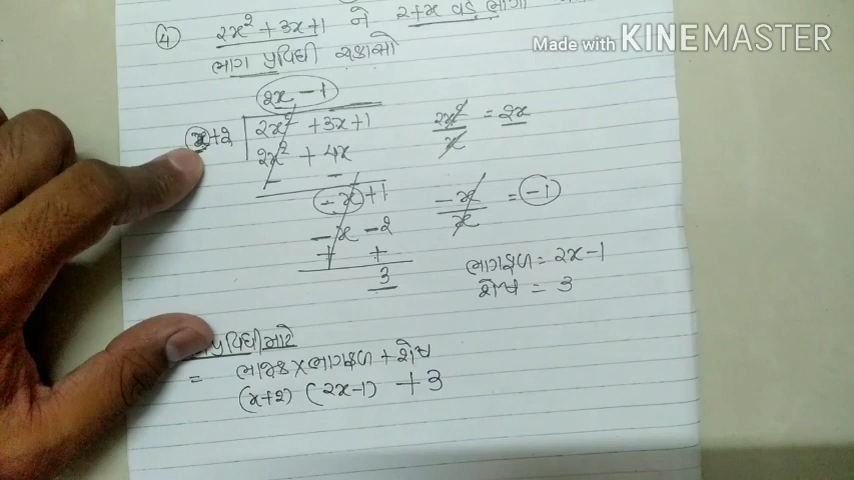 Made with KINEMASTER
④ 2x² + 3x + 1 ને 2+x વડે ભાગો
ભાગ પ્રવિધી ચકાસો
2x - 1
x+2 2x² + 3x + 1
2x² + 4x
- -
-x + 1
-x - 2
+ +
3
2x² / x = 2x
-x / x = -1
ભાગફળ = 2x - 1
શેષ = 3
પ્રવિધી માટે
= ભાજક × ભાગફળ + શેષ
(x+2) (2x-1) + 3